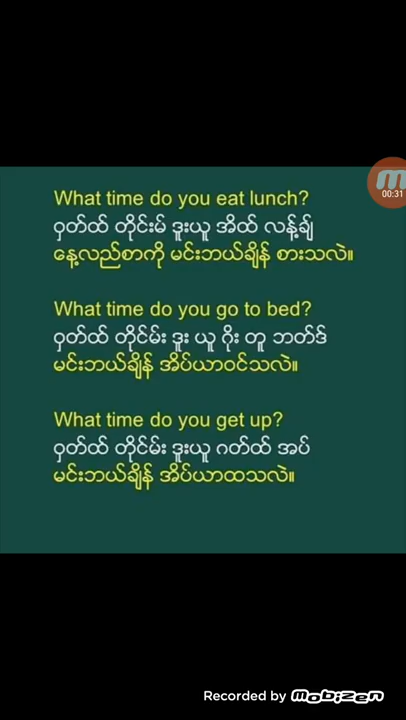 00:31
What time do you eat lunch?
ဝှတ်ထ် တိုင်းမ် ဒူးယူ အိထ် လန့်ချ်
နေ့လည်စာကို မင်းဘယ်ချိန် စားသလဲ။
What time do you go to bed?
ဝှတ်ထ် တိုင်မ်း ဒူး ယူ ဂိုး တူ ဘတ်ဒ်
မင်းဘယ်ချိန် အိပ်ယာဝင်သလဲ။
What time do you get up?
ဝှတ်ထ် တိုင်မ်း ဒူးယူ ဂတ်ထ် အပ်
မင်းဘယ်ချိန် အိပ်ယာထသလဲ။
Recorded by mobizen